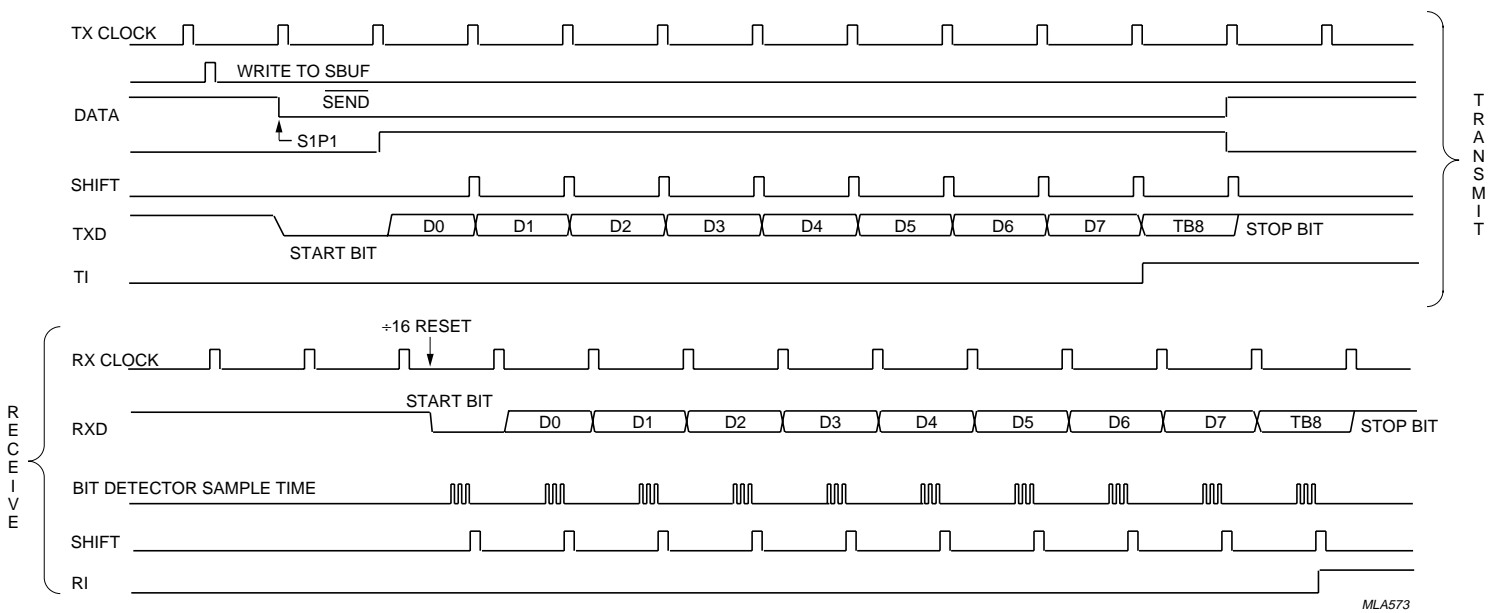 TX CLOCK
WRITE TO SBUF
SEND
DATA
S1P1
SHIFT
TXD
START BIT
D0 D1 D2 D3 D4 D5 D6 D7 TB8
STOP BIT
TI
TRANSMIT
÷16 RESET
RX CLOCK
START BIT
RXD
D0 D1 D2 D3 D4 D5 D6 D7 TB8
STOP BIT
BIT DETECTOR SAMPLE TIME
SHIFT
RI
RECEIVE
MLA573